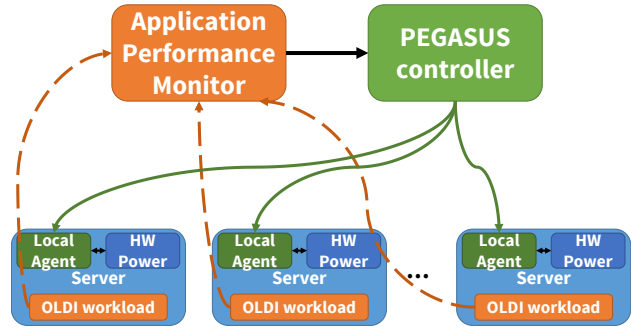 Application
Performance
Monitor
PEGASUS
controller
Local
Agent
HW
Power
Server
OLDI workload
Local
Agent
HW
Power
Server
OLDI workload
...
Local
Agent
HW
Power
Server
OLDI workload